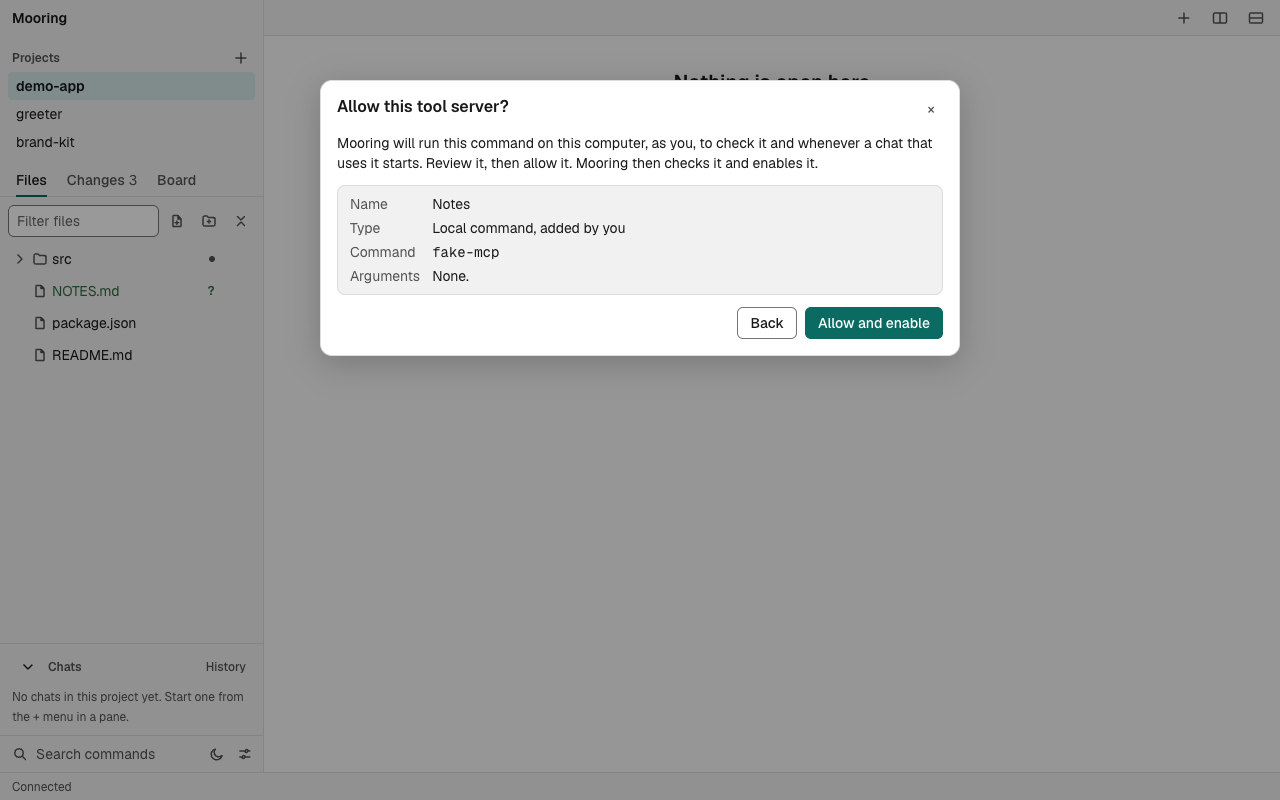 Mooring
Projects
demo-app
greeter
brand-kit
Files
Changes 3
Board
Filter files
src
NOTES.md ?
package.json
README.md
Chats
History
No chats in this project yet. Start one from
the + menu in a pane.
Search commands
Connected
Nothing is open here
Allow this tool server?
×
Mooring will run this command on this computer, as you, to check it and whenever a chat that
uses it starts. Review it, then allow it. Mooring then checks it and enables it.
Name Notes
Type Local command, added by you
Command fake-mcp
Arguments None.
Back
Allow and enable